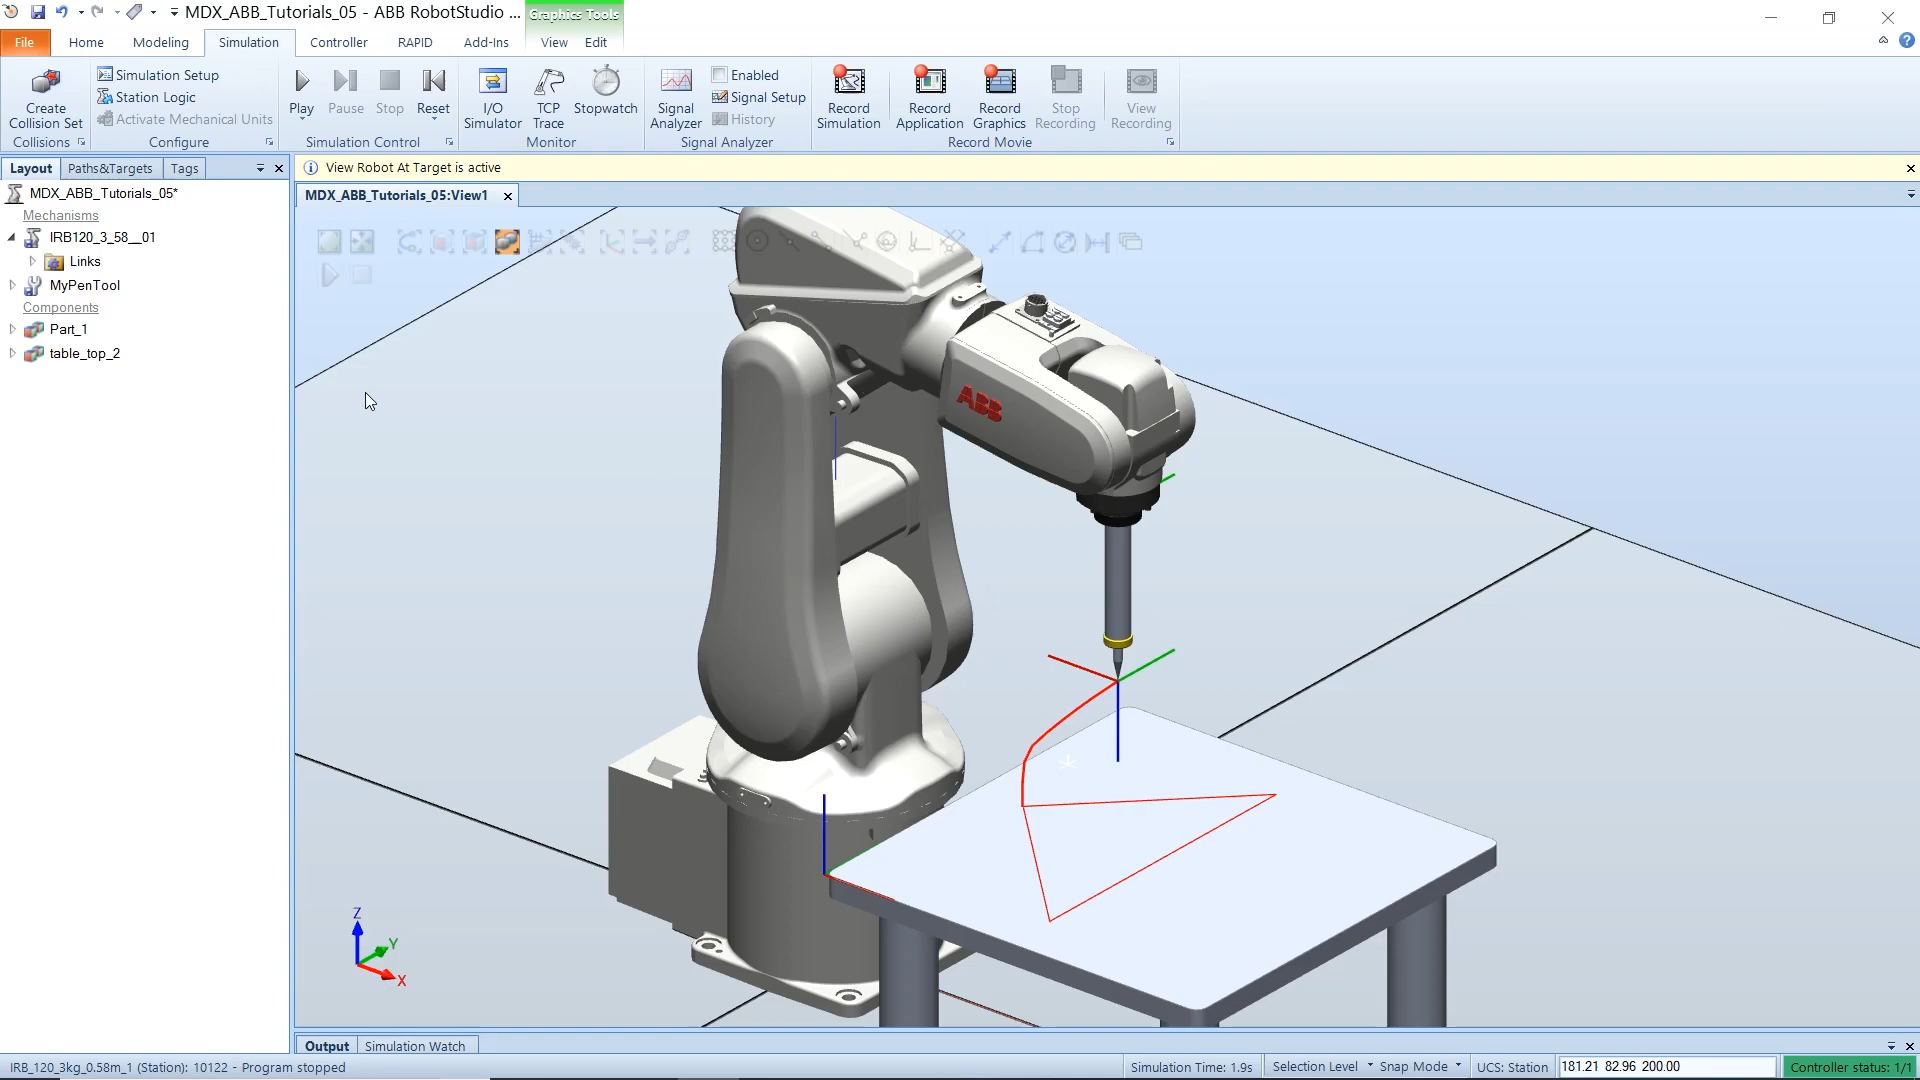 MDX_ABB_Tutorials_05 - ABB RobotStudio ...
Graphics Tools
File
Home
Modeling
Simulation
Controller
RAPID
Add-Ins
View
Edit
Create
Collision Set
Collisions
Simulation Setup
Station Logic
Activate Mechanical Units
Configure
Play
Pause
Stop
Reset
Simulation Control
I/O
Simulator
TCP
Trace
Stopwatch
Monitor
Signal
Analyzer
Enabled
Signal Setup
History
Signal Analyzer
Record
Simulation
Record
Application
Record
Graphics
Stop
Recording
View
Recording
Record Movie
Layout
Paths&Targets
Tags
View Robot At Target is active
MDX_ABB_Tutorials_05:View1
MDX_ABB_Tutorials_05*
Mechanisms
IRB120_3_58__01
Links
MyPenTool
Components
Part_1
table_top_2
ABB
Z
Y
X
Output
Simulation Watch
IRB_120_3kg_0.58m_1 (Station): 10122 - Program stopped
Simulation Time: 1.9s
Selection Level
Snap Mode
UCS: Station
181.21 82.96 200.00
Controller status: 1/1